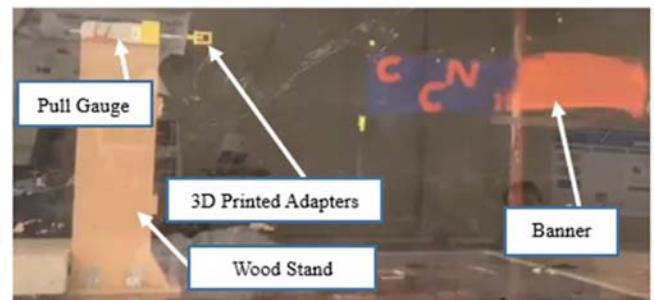 C C N
Pull Gauge
3D Printed Adapters
Banner
Wood Stand